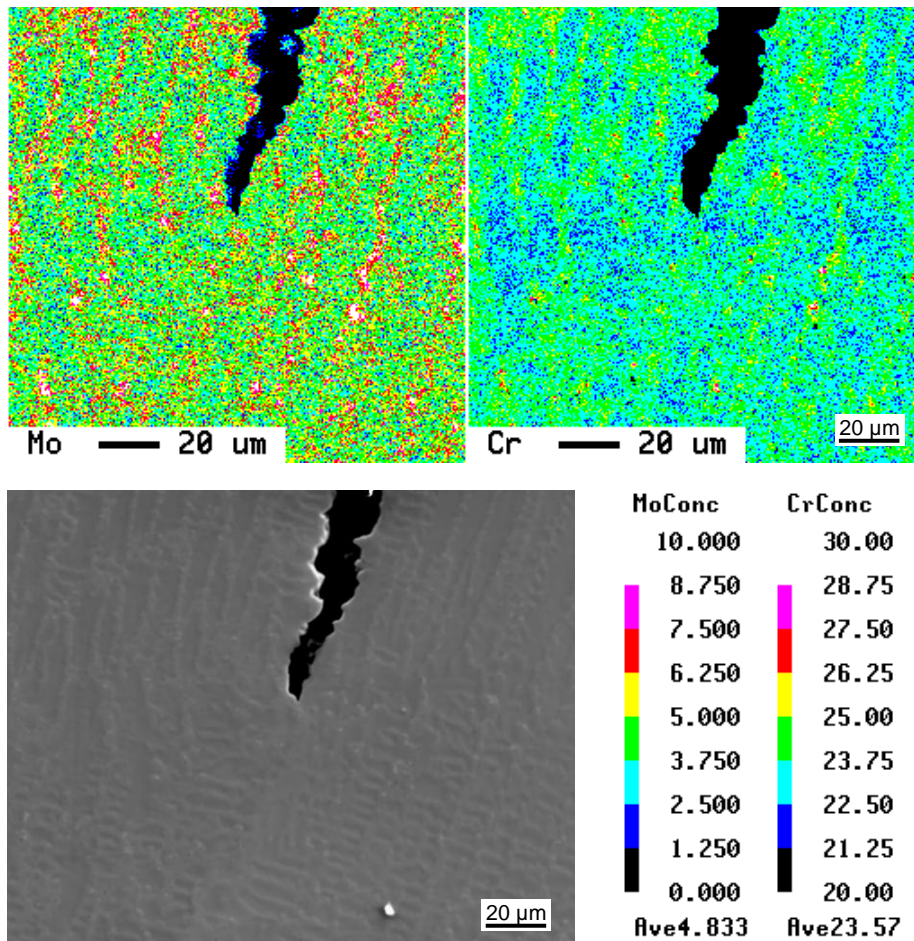 Mo 20 um
Cr 20 um
20 µm
20 µm
MoConc CrConc
10.000 30.00
8.750 28.75
7.500 27.50
6.250 26.25
5.000 25.00
3.750 23.75
2.500 22.50
1.250 21.25
0.000 20.00
Ave4.833 Ave23.57